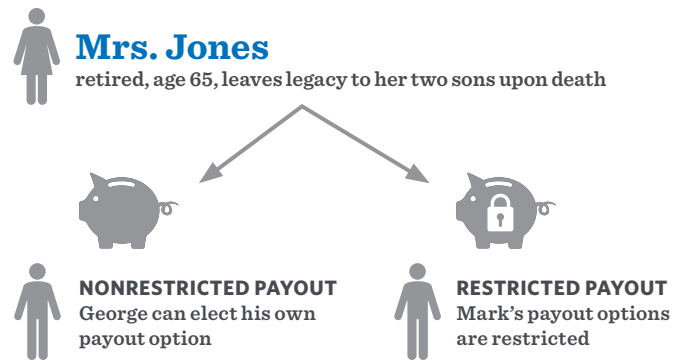 Mrs. Jones
retired, age 65, leaves legacy to her two sons upon death
NONRESTRICTED PAYOUT
George can elect his own
payout option
RESTRICTED PAYOUT
Mark's payout options
are restricted